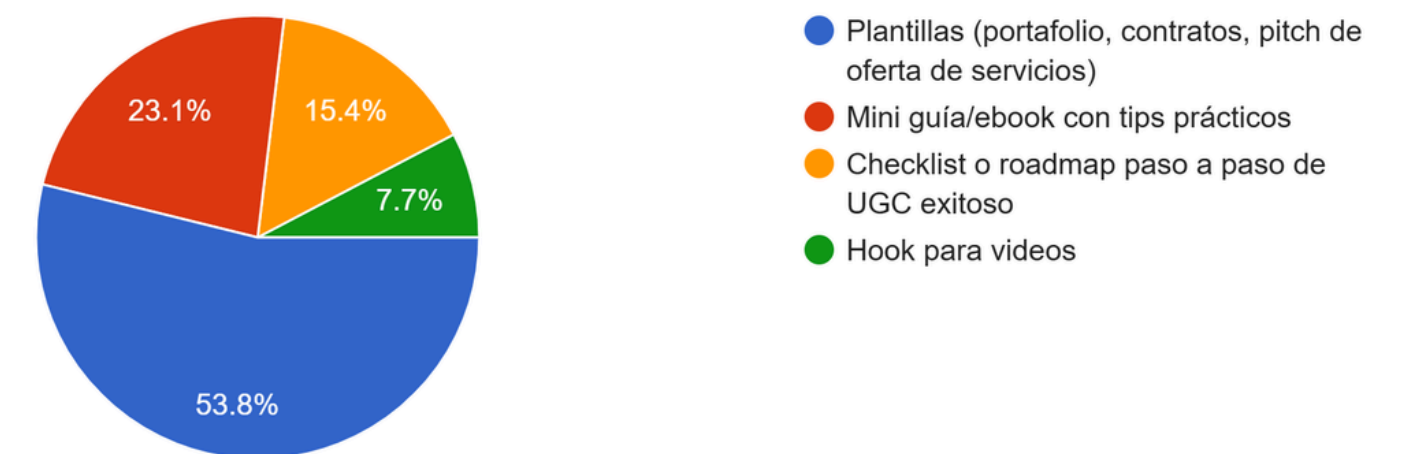 23.1%
15.4%
7.7%
53.8%
Plantillas (portafolio, contratos, pitch de
oferta de servicios)
Mini guía/ebook con tips prácticos
Checklist o roadmap paso a paso de
UGC exitoso
Hook para videos